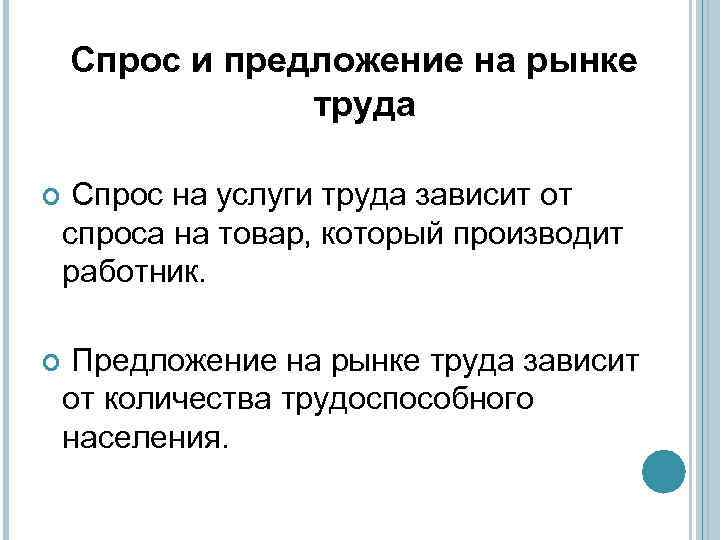 Спрос и предложение на рынке
труда
Спрос на услуги труда зависит от
спроса на товар, который производит
работник.
Предложение на рынке труда зависит
от количества трудоспособного
населения.